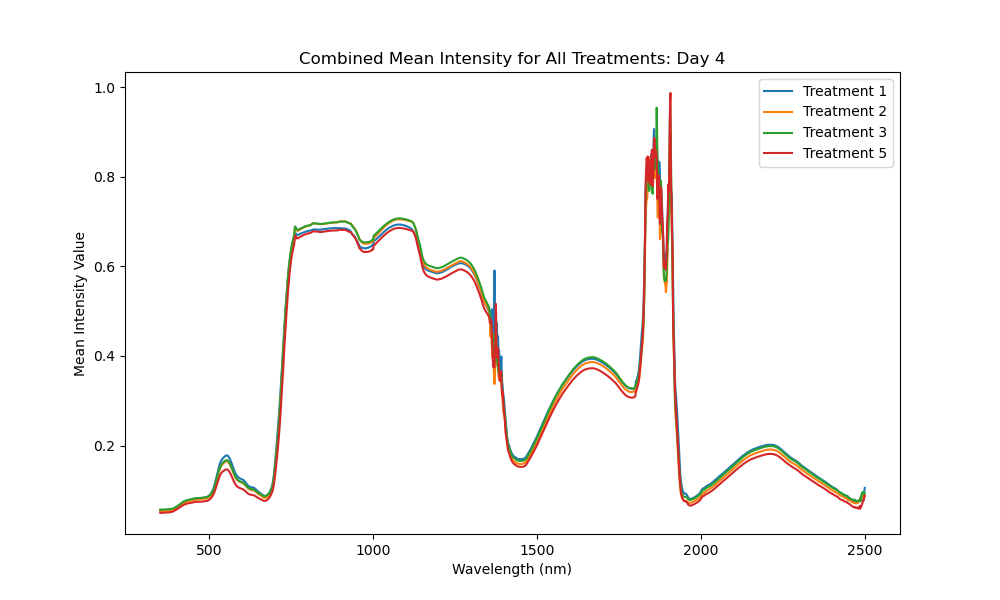 Combined Mean Intensity for All Treatments: Day 4
1.0
0.8
0.6
0.4
0.2
Mean Intensity Value
Treatment 1
Treatment 2
Treatment 3
Treatment 5
500
1000
1500
2000
2500
Wavelength (nm)